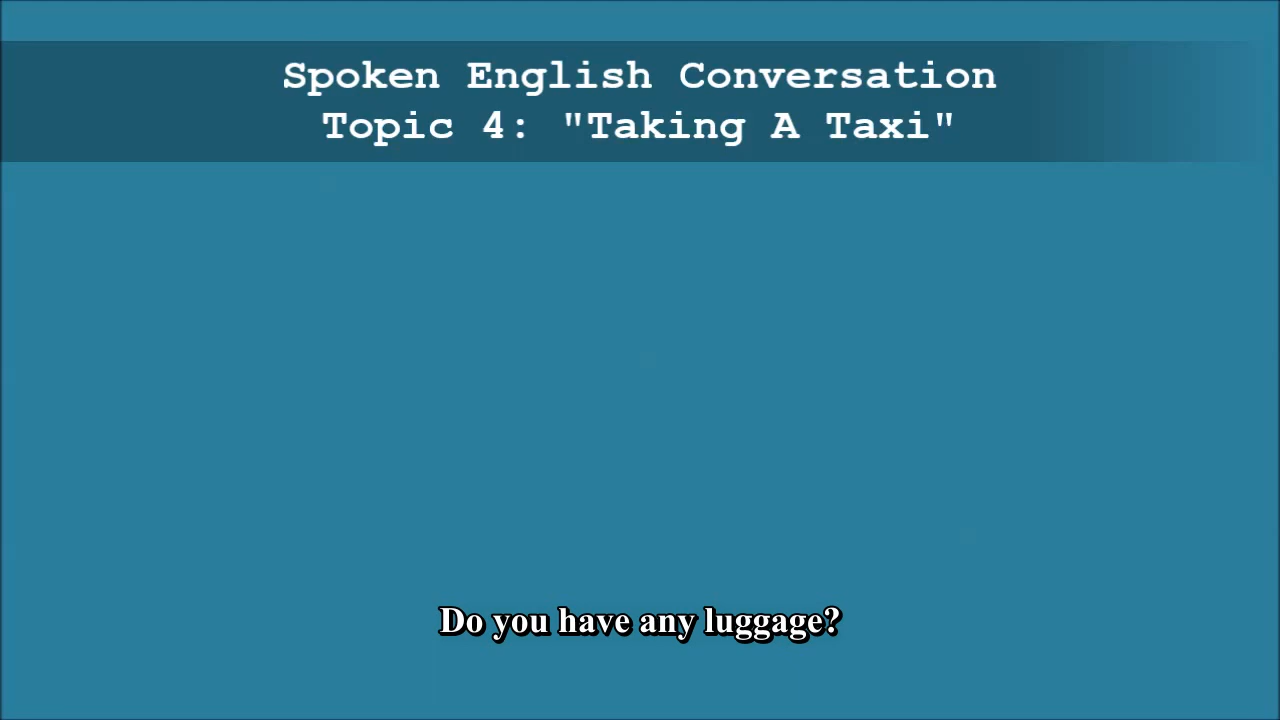 Spoken English Conversation
Topic 4: "Taking A Taxi"
Do you have any luggage?